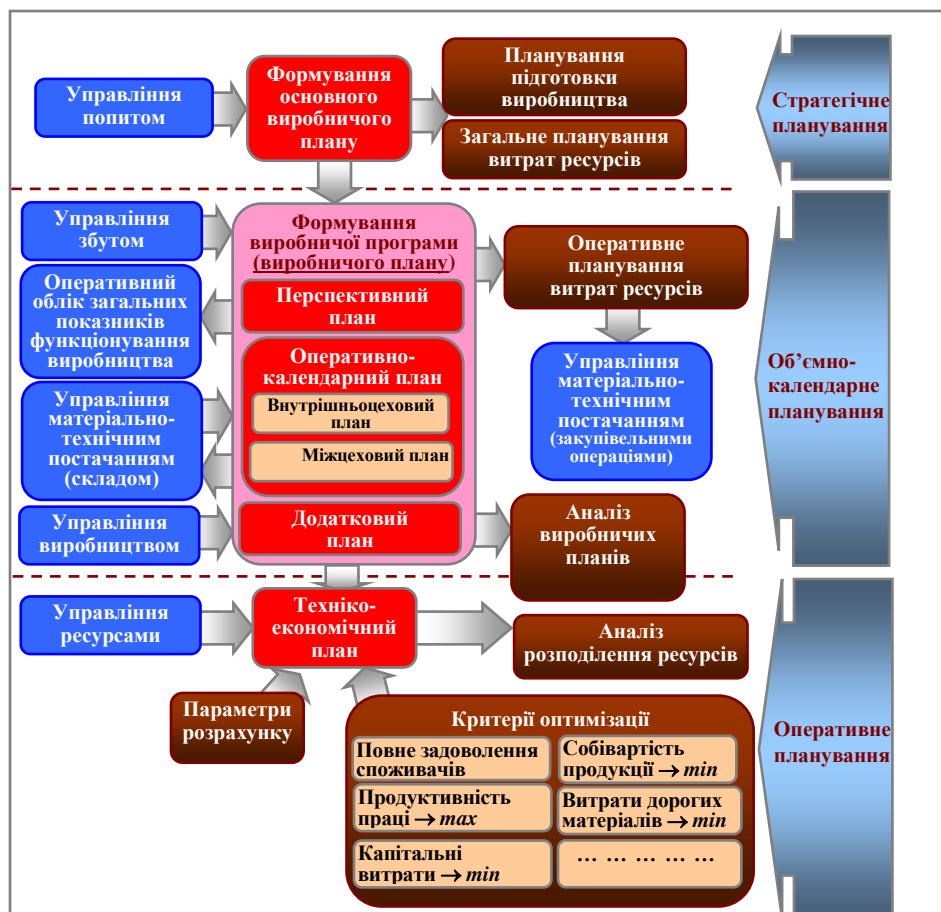 Управління
попитом
Формування
основного
виробничого
плану
Планування
підготовки
виробництва
Загальне планування
витрат ресурсів
Стратегічне
планування
Управління
збутом
Оперативний
облік загальних
показників
функціонування
виробництва
Управління
матеріально-
технічним
постачанням
(складом)
Управління
виробництвом
Формування
виробничої програми
(виробничого плану)
Перспективний
план
Оперативно-
календарний план
Внутрішньоцеховий
план
Міжцеховий план
Додатковий
план
Оперативне
планування
витрат ресурсів
Управління
матеріально-
технічним
постачанням
(закупівельними
операціями)
Аналіз
виробничих
планів
Об’ємно-
календарне
планування
Управління
ресурсами
Техніко-
економічний
план
Аналіз
розподілення ресурсів
Параметри
розрахунку
Критерії оптимізації
Повне задоволення
споживачів
Собівартість
продукції → min
Продуктивність
праці → max
Витрати дорогих
матеріалів → min
Капітальні
витрати → min
... ... ... ... ...
Оперативне
планування